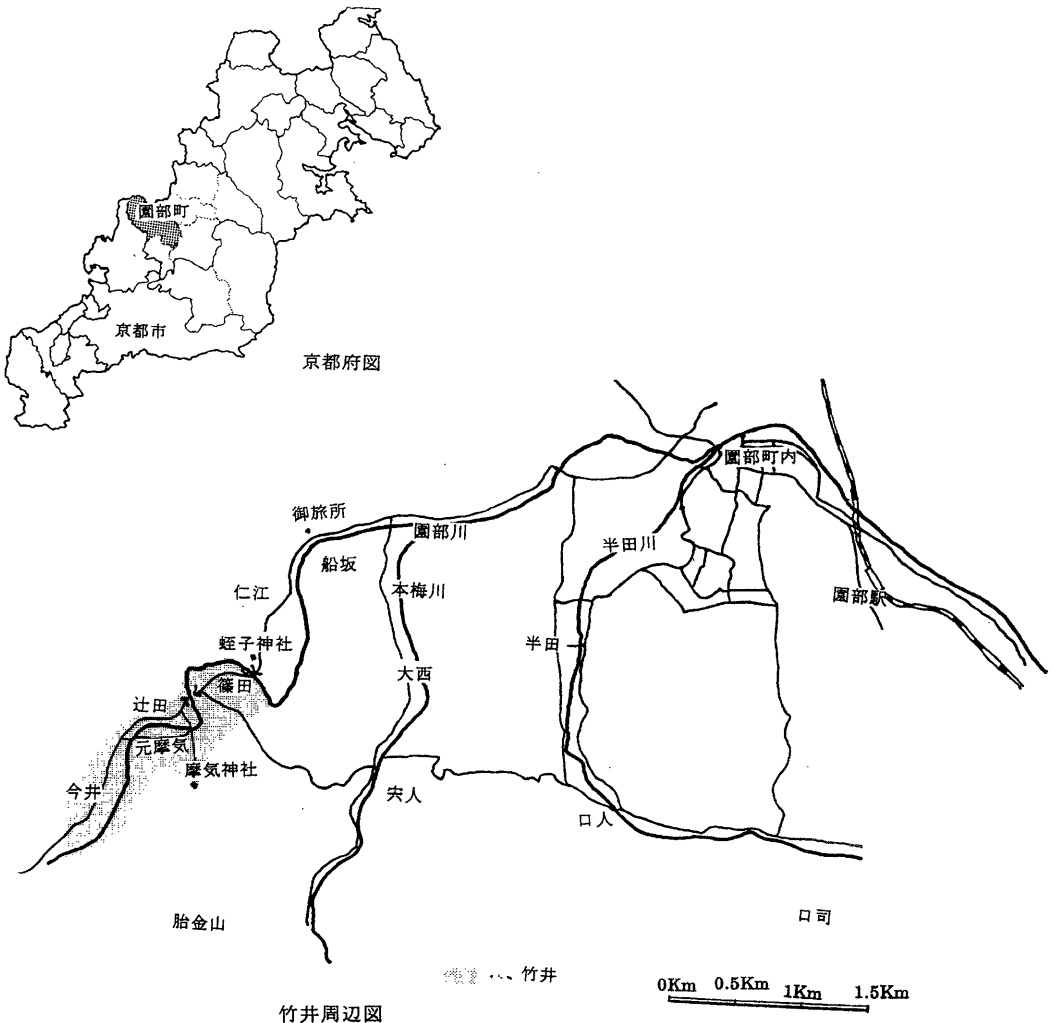 園部町
京都市
京都府図
園部町内
御旅所
園部川
半田川
船坂
仁江
本梅川
園部駅
蛭子神社
半田
大西
篠田
辻田
元摩気
摩気神社
今井
宍人
口人
口司
胎金山
竹井
0Km 0.5Km 1Km 1.5Km
竹井周辺図